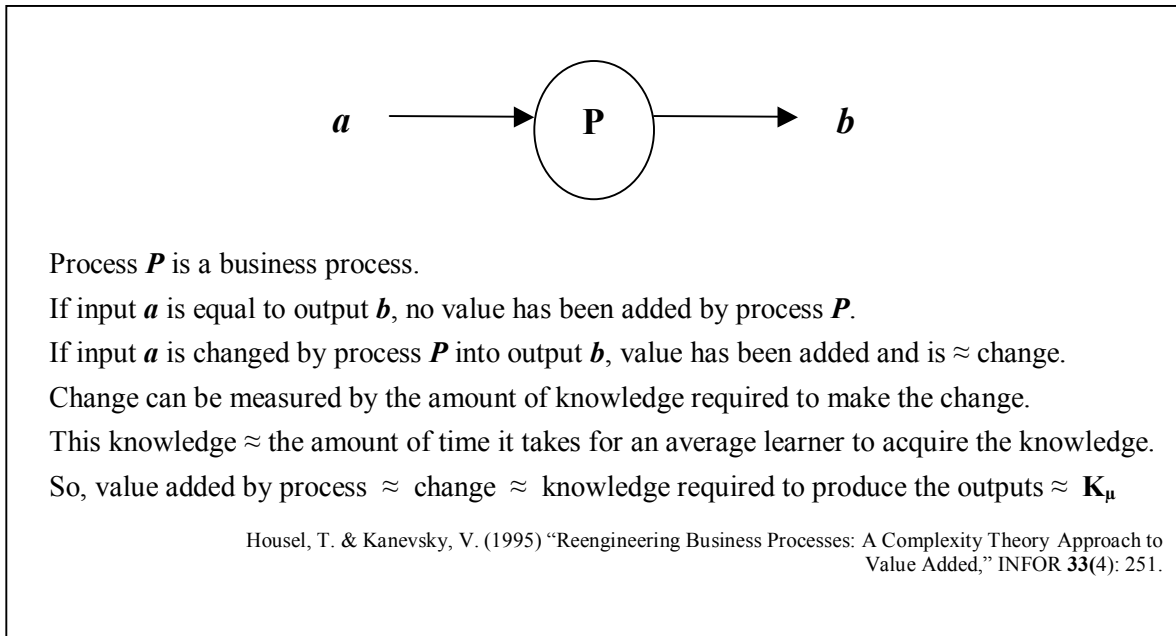 a P b
Process P is a business process.
If input a is equal to output b, no value has been added by process P.
If input a is changed by process P into output b, value has been added and is ≈ change.
Change can be measured by the amount of knowledge required to make the change.
This knowledge ≈ the amount of time it takes for an average learner to acquire the knowledge.
So, value added by process ≈ change ≈ knowledge required to produce the outputs ≈ Kμ
Housel, T. & Kanevsky, V. (1995) “Reengineering Business Processes: A Complexity Theory Approach to
Value Added,” INFOR 33(4): 251.